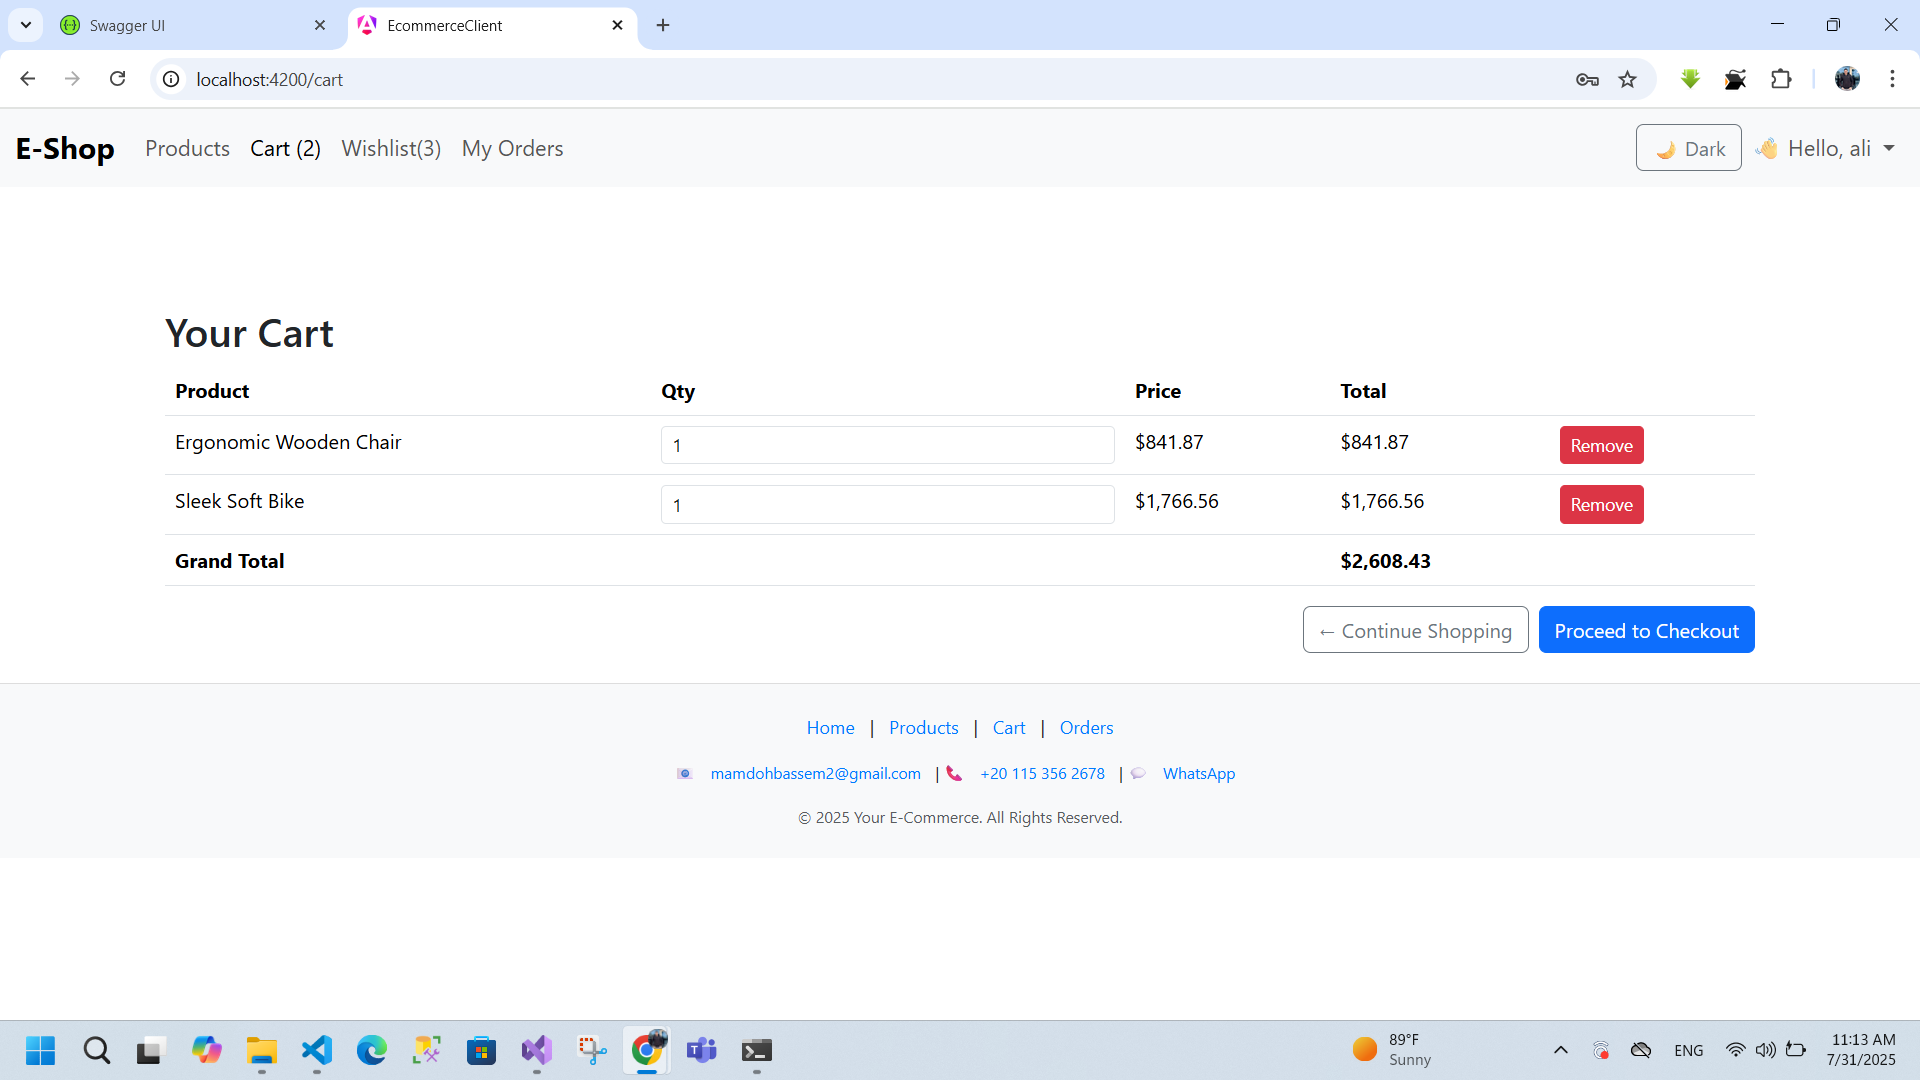 Swagger UI
EcommerceClient
localhost:4200/cart
E-Shop Products Cart (2) Wishlist(3) My Orders Dark Hello, ali
Your Cart
Product Qty Price Total
Ergonomic Wooden Chair 1 $841.87 $841.87 Remove
Sleek Soft Bike 1 $1,766.56 $1,766.56 Remove
Grand Total $2,608.43
← Continue Shopping Proceed to Checkout
Home | Products | Cart | Orders
mamdohbassem2@gmail.com | +20 115 356 2678 | WhatsApp
© 2025 Your E-Commerce. All Rights Reserved.
89°F
Sunny
ENG
11:13 AM
7/31/2025